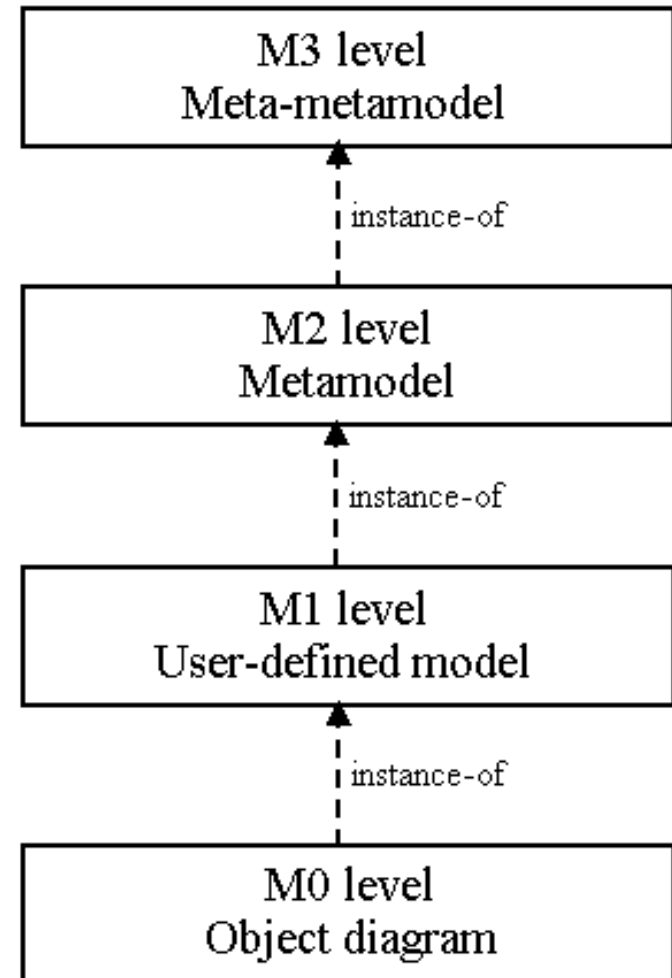 M3 level
Meta-metamodel
instance-of
M2 level
Metamodel
instance-of
M1 level
User-defined model
instance-of
M0 level
Object diagram